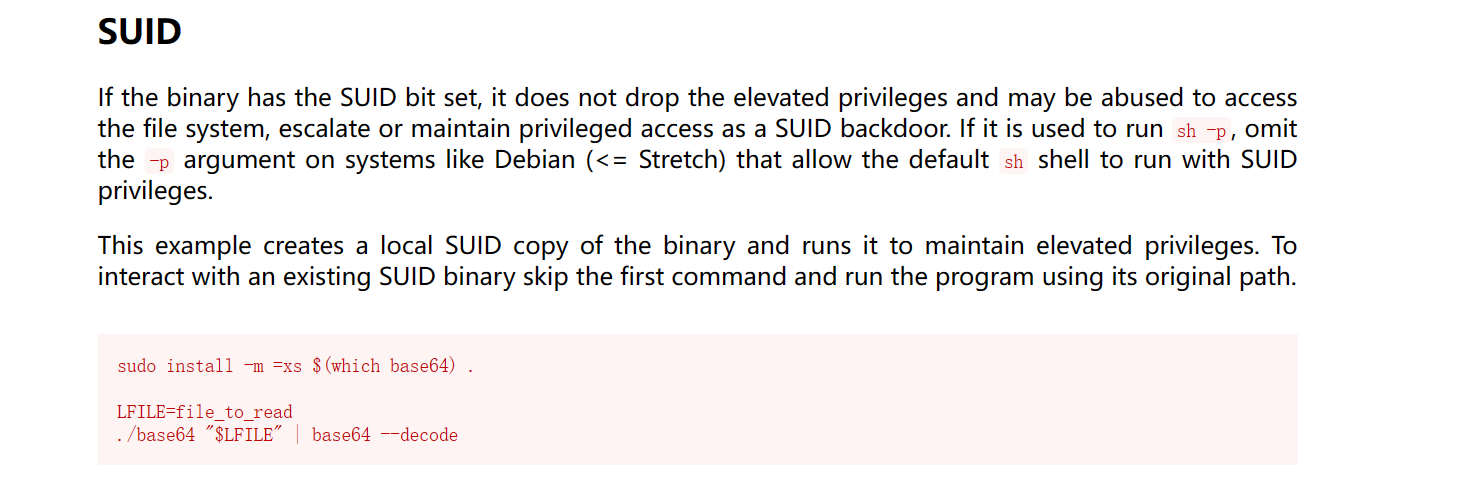 SUID
If the binary has the SUID bit set, it does not drop the elevated privileges and may be abused to access
the file system, escalate or maintain privileged access as a SUID backdoor. If it is used to run sh -p, omit
the -p argument on systems like Debian (<= Stretch) that allow the default sh shell to run with SUID
privileges.
This example creates a local SUID copy of the binary and runs it to maintain elevated privileges. To
interact with an existing SUID binary skip the first command and run the program using its original path.
sudo install -m =xs $(which base64) .
LFILE=file_to_read
./base64 "$LFILE" | base64 --decode